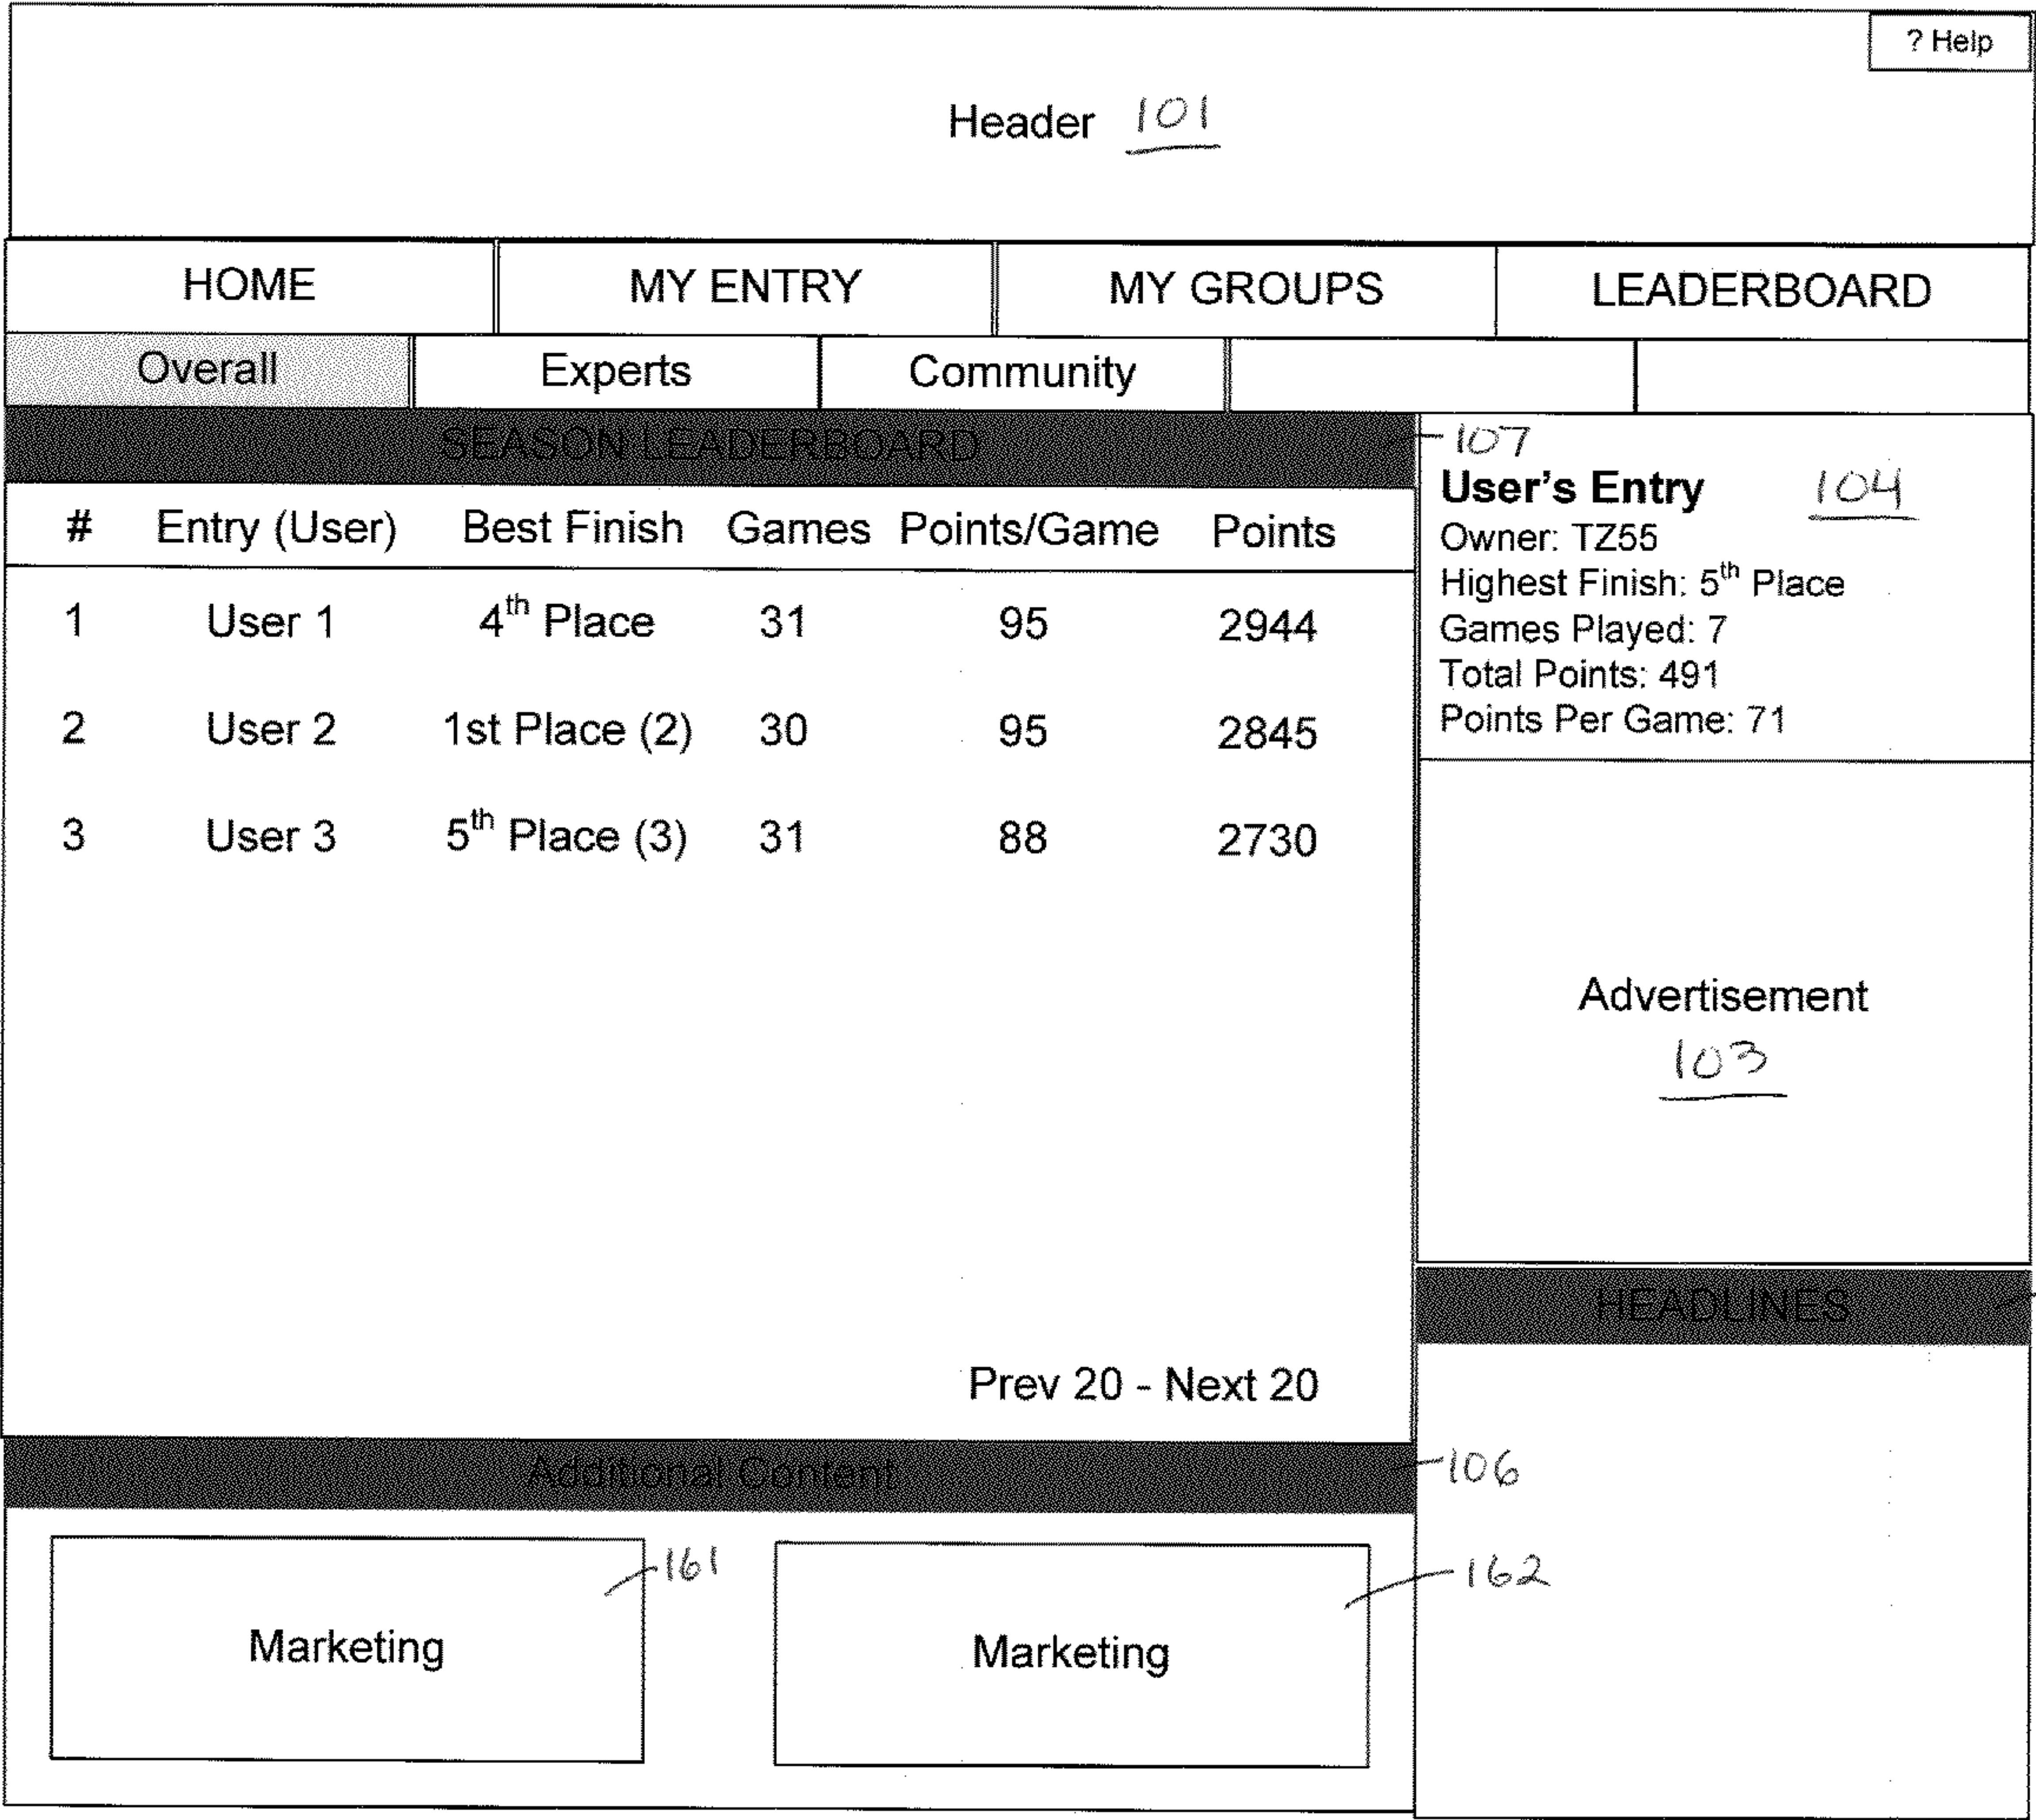 ? Help
Header 101
HOME MY ENTRY MY GROUPS LEADERBOARD
Overall Experts Community
SEASON LEADERBOARD
107
# Entry (User) Best Finish Games Points/Game Points
1 User 1 4th Place 31 95 2944
2 User 2 1st Place (2) 30 95 2845
3 User 3 5th Place (3) 31 88 2730
Prev 20 - Next 20
User's Entry 104
Owner: TZ55
Highest Finish: 5th Place
Games Played: 7
Total Points: 491
Points Per Game: 71
Advertisement
103
HEADLINES
Additional Content
106
Marketing
161
Marketing
162